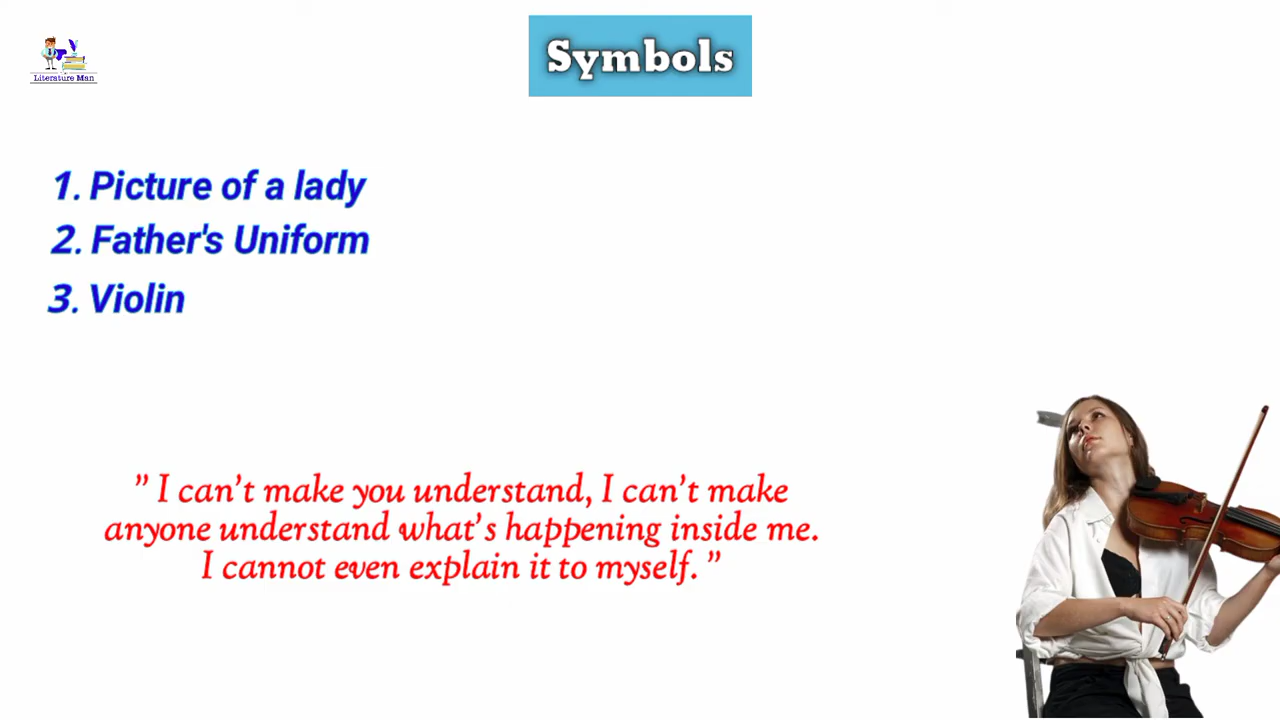 Literature Man
Symbols
1. Picture of a lady
2. Father's Uniform
3. Violin
” I can’t make you understand, I can’t make
anyone understand what’s happening inside me.
I cannot even explain it to myself. ”